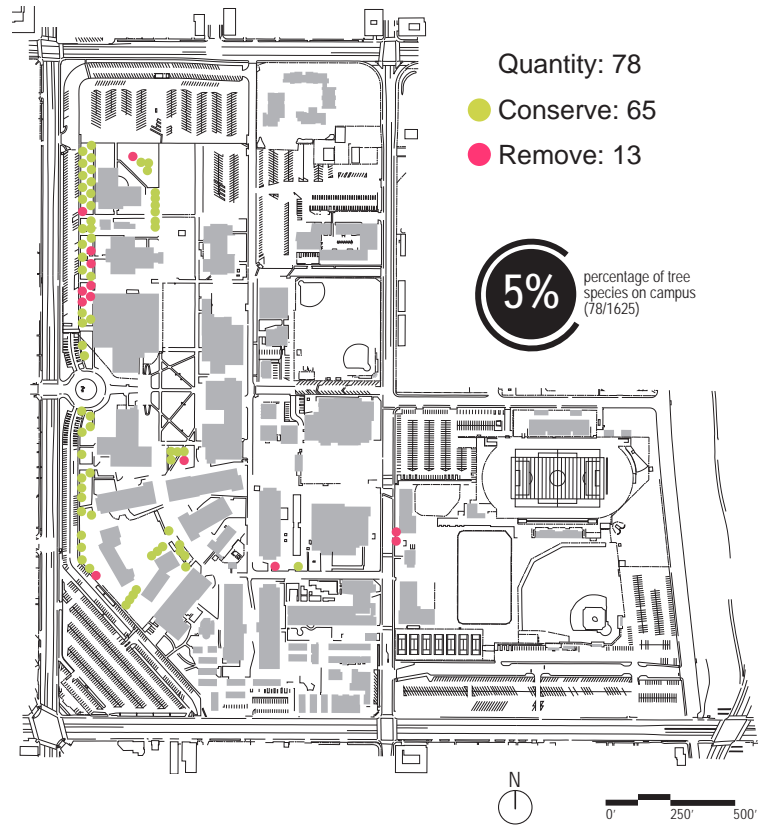 Quantity: 78
Conserve: 65
Remove: 13
5%
percentage of tree
species on campus
(78/1625)
N
0' 250' 500'